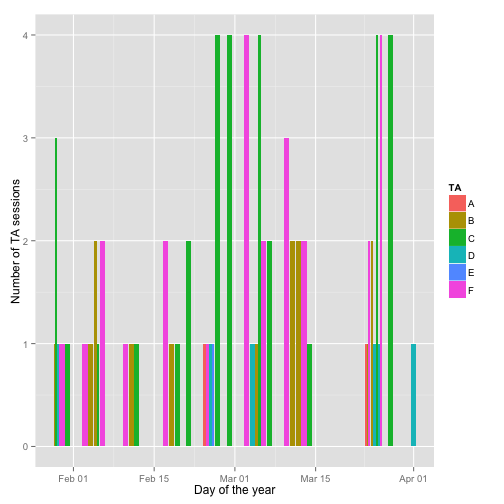 4
3
2
1
0
Number of TA sessions
Feb 01 Feb 15 Mar 01 Mar 15 Apr 01
Day of the year
TA
A
B
C
D
E
F